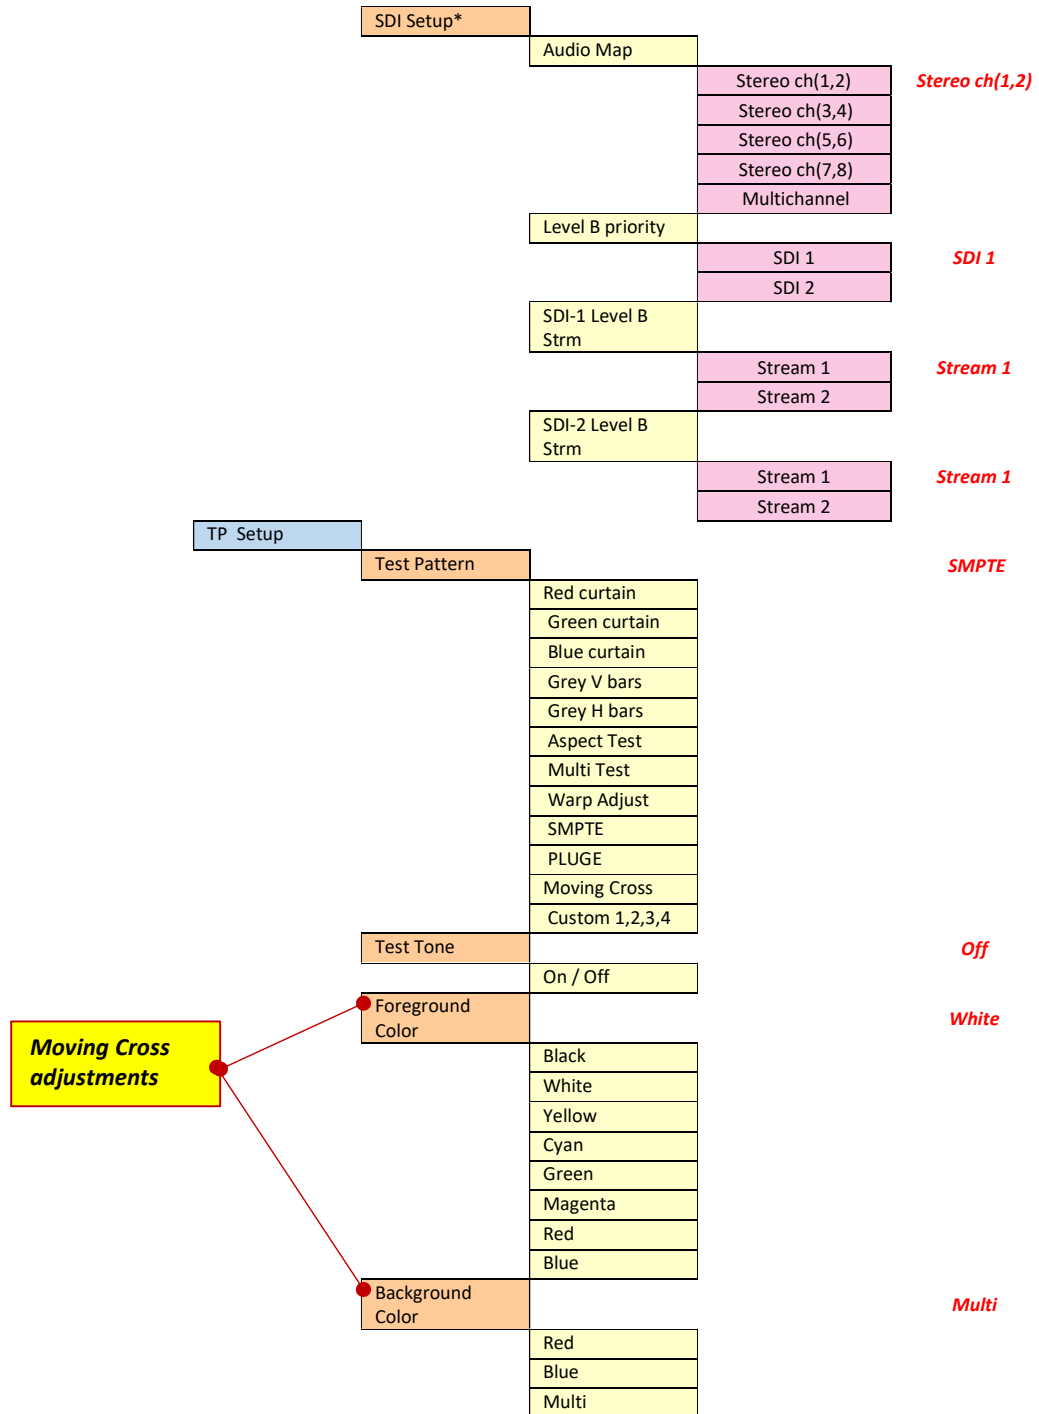 SDI Setup*
Audio Map
Stereo ch(1,2) Stereo ch(1,2)
Stereo ch(3,4)
Stereo ch(5,6)
Stereo ch(7,8)
Multichannel
Level B priority
SDI 1 SDI 1
SDI 2
SDI-1 Level B
Strm
Stream 1 Stream 1
Stream 2
SDI-2 Level B
Strm
Stream 1 Stream 1
Stream 2
TP Setup
Test Pattern SMPTE
Red curtain
Green curtain
Blue curtain
Grey V bars
Grey H bars
Aspect Test
Multi Test
Warp Adjust
SMPTE
PLUGE
Moving Cross
Custom 1,2,3,4
Test Tone Off
On / Off
Foreground
Color White
Moving Cross
adjustments
Black
White
Yellow
Cyan
Green
Magenta
Red
Blue
Background
Color Multi
Red
Blue
Multi